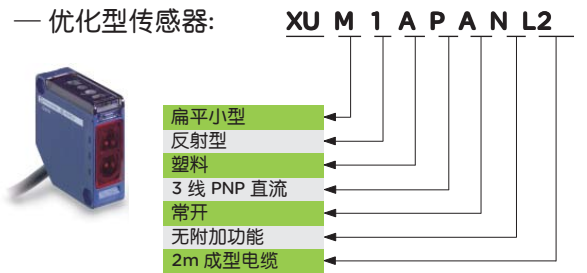 — 优化型传感器: XU M 1 A P A N L2
扁平小型
反射型
塑料
3 线 PNP 直流
常开
无附加功能
2m 成型电缆